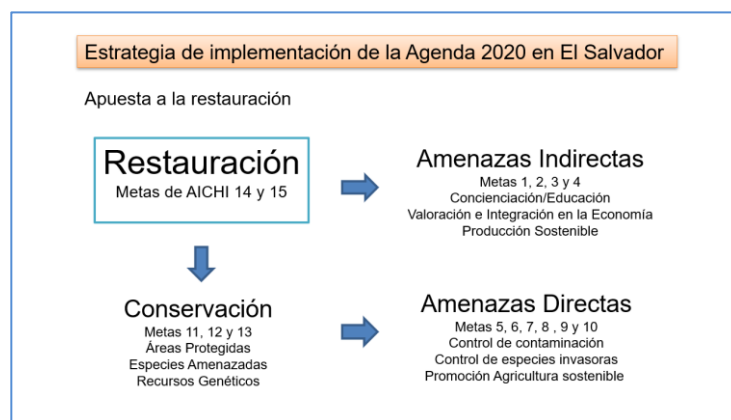 Estrategia de implementación de la Agenda 2020 en El Salvador
Apuesta a la restauración
Restauración
Metas de AICHI 14 y 15
Amenazas Indirectas
Metas 1, 2, 3 y 4
Concienciación/Educación
Valoración e Integración en la Economía
Producción Sostenible
Conservación
Metas 11, 12 y 13
Áreas Protegidas
Especies Amenazadas
Recursos Genéticos
Amenazas Directas
Metas 5, 6, 7, 8 , 9 y 10
Control de contaminación
Control de especies invasoras
Promoción Agricultura sostenible